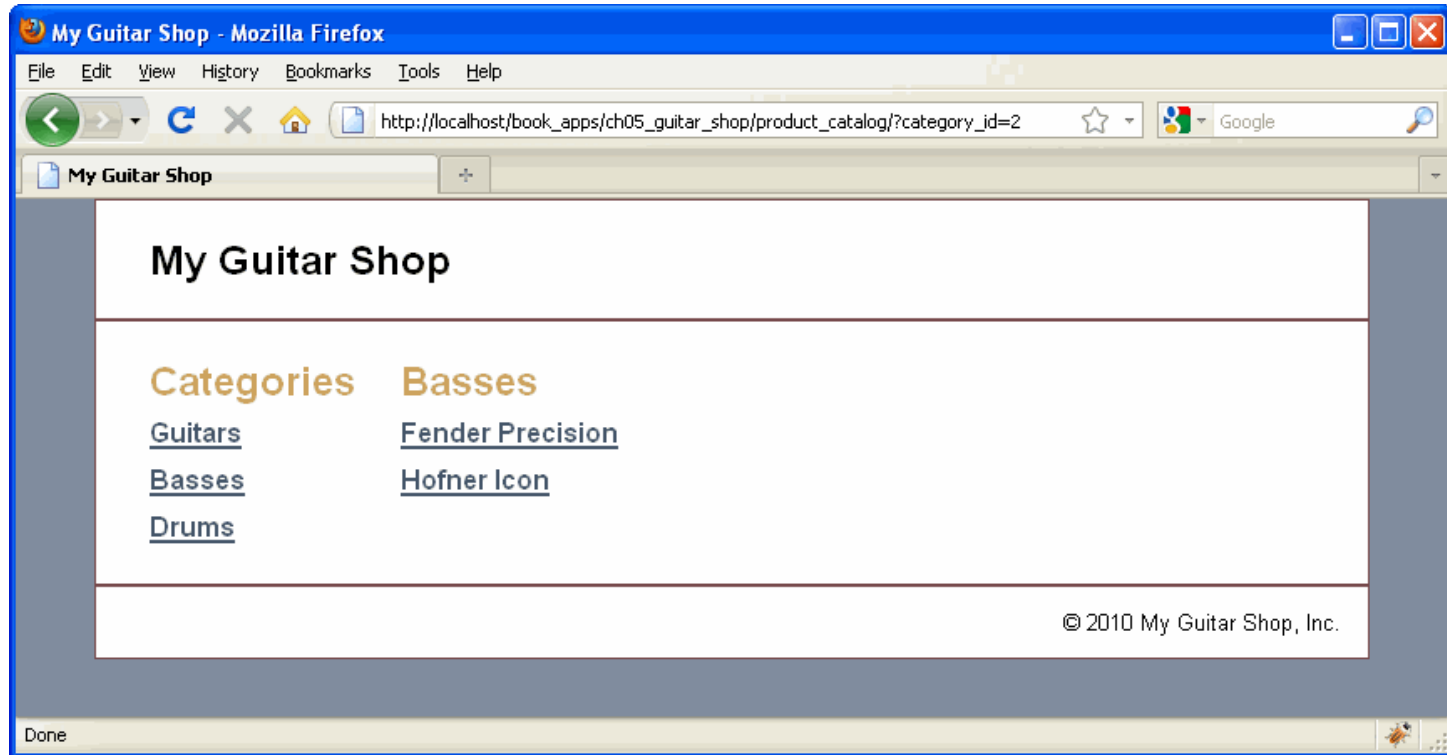 My Guitar Shop - Mozilla Firefox
File Edit View History Bookmarks Tools Help
http://localhost/book_apps/ch05_guitar_shop/product_catalog/?category_id=2 Google
My Guitar Shop
My Guitar Shop
Categories Basses
Guitars Fender Precision
Basses Hofner Icon
Drums
© 2010 My Guitar Shop, Inc.
Done